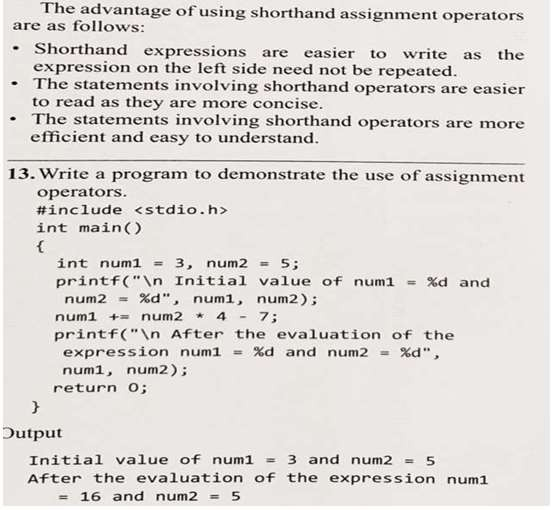 The advantage of using shorthand assignment operators
are as follows:
• Shorthand expressions are easier to write as the
expression on the left side need not be repeated.
• The statements involving shorthand operators are easier
to read as they are more concise.
• The statements involving shorthand operators are more
efficient and easy to understand.
13. Write a program to demonstrate the use of assignment
operators.
#include <stdio.h>
int main()
{
int num1 = 3, num2 = 5;
printf("\n Initial value of num1 = %d and
num2 = %d", num1, num2);
num1 += num2 * 4 - 7;
printf("\n After the evaluation of the
expression num1 = %d and num2 = %d",
num1, num2);
return 0;
}
Output
Initial value of num1 = 3 and num2 = 5
After the evaluation of the expression num1
= 16 and num2 = 5